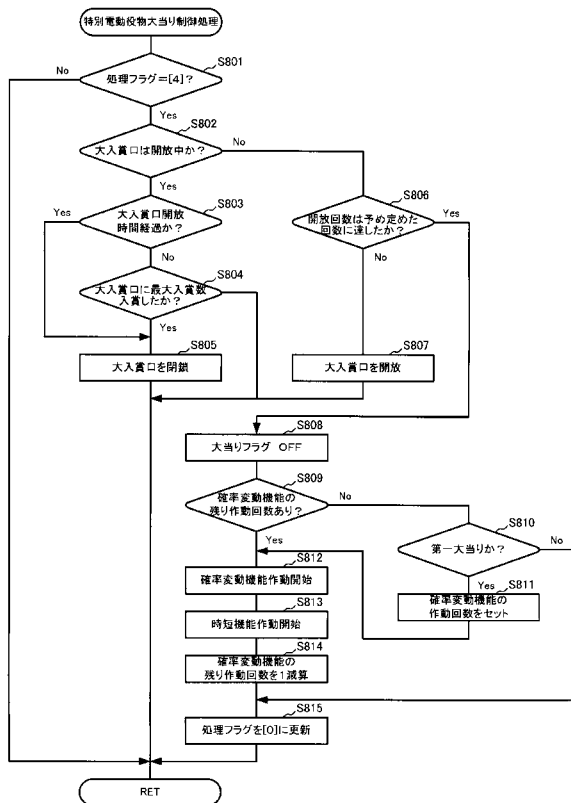 特別電動役物大当り制御処理
S801
No
処理フラグ=[4]?
Yes
S802
No
大入賞口は開放中か?
Yes
S803
Yes
大入賞口開放
時間経過か?
No
S806
Yes
開放回数は予め定めた
回数に達したか?
No
S804
大入賞口に最大入賞数
入賞したか?
Yes
S805
大入賞口を閉鎖
S807
大入賞口を開放
S808
大当りフラグ OFF
S809
No
確率変動機能の
残り作動回数あり?
Yes
S810
No
第一大当りか?
Yes
S811
確率変動機能の
作動回数をセット
S812
確率変動機能作動開始
S813
時短機能作動開始
S814
確率変動機能の
残り作動回数を1減算
S815
処理フラグを[0]に更新
RET